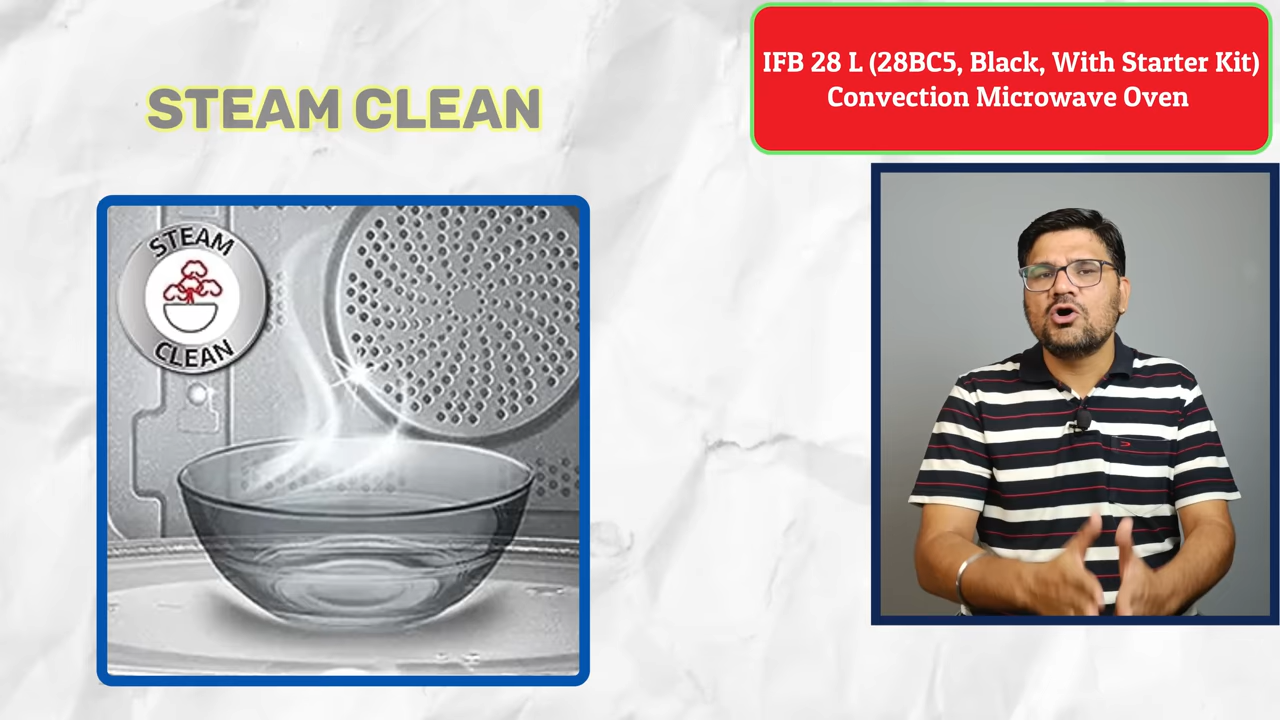 IFB 28 L (28BC5, Black, With Starter Kit)
Convection Microwave Oven
STEAM CLEAN
STEAM
CLEAN